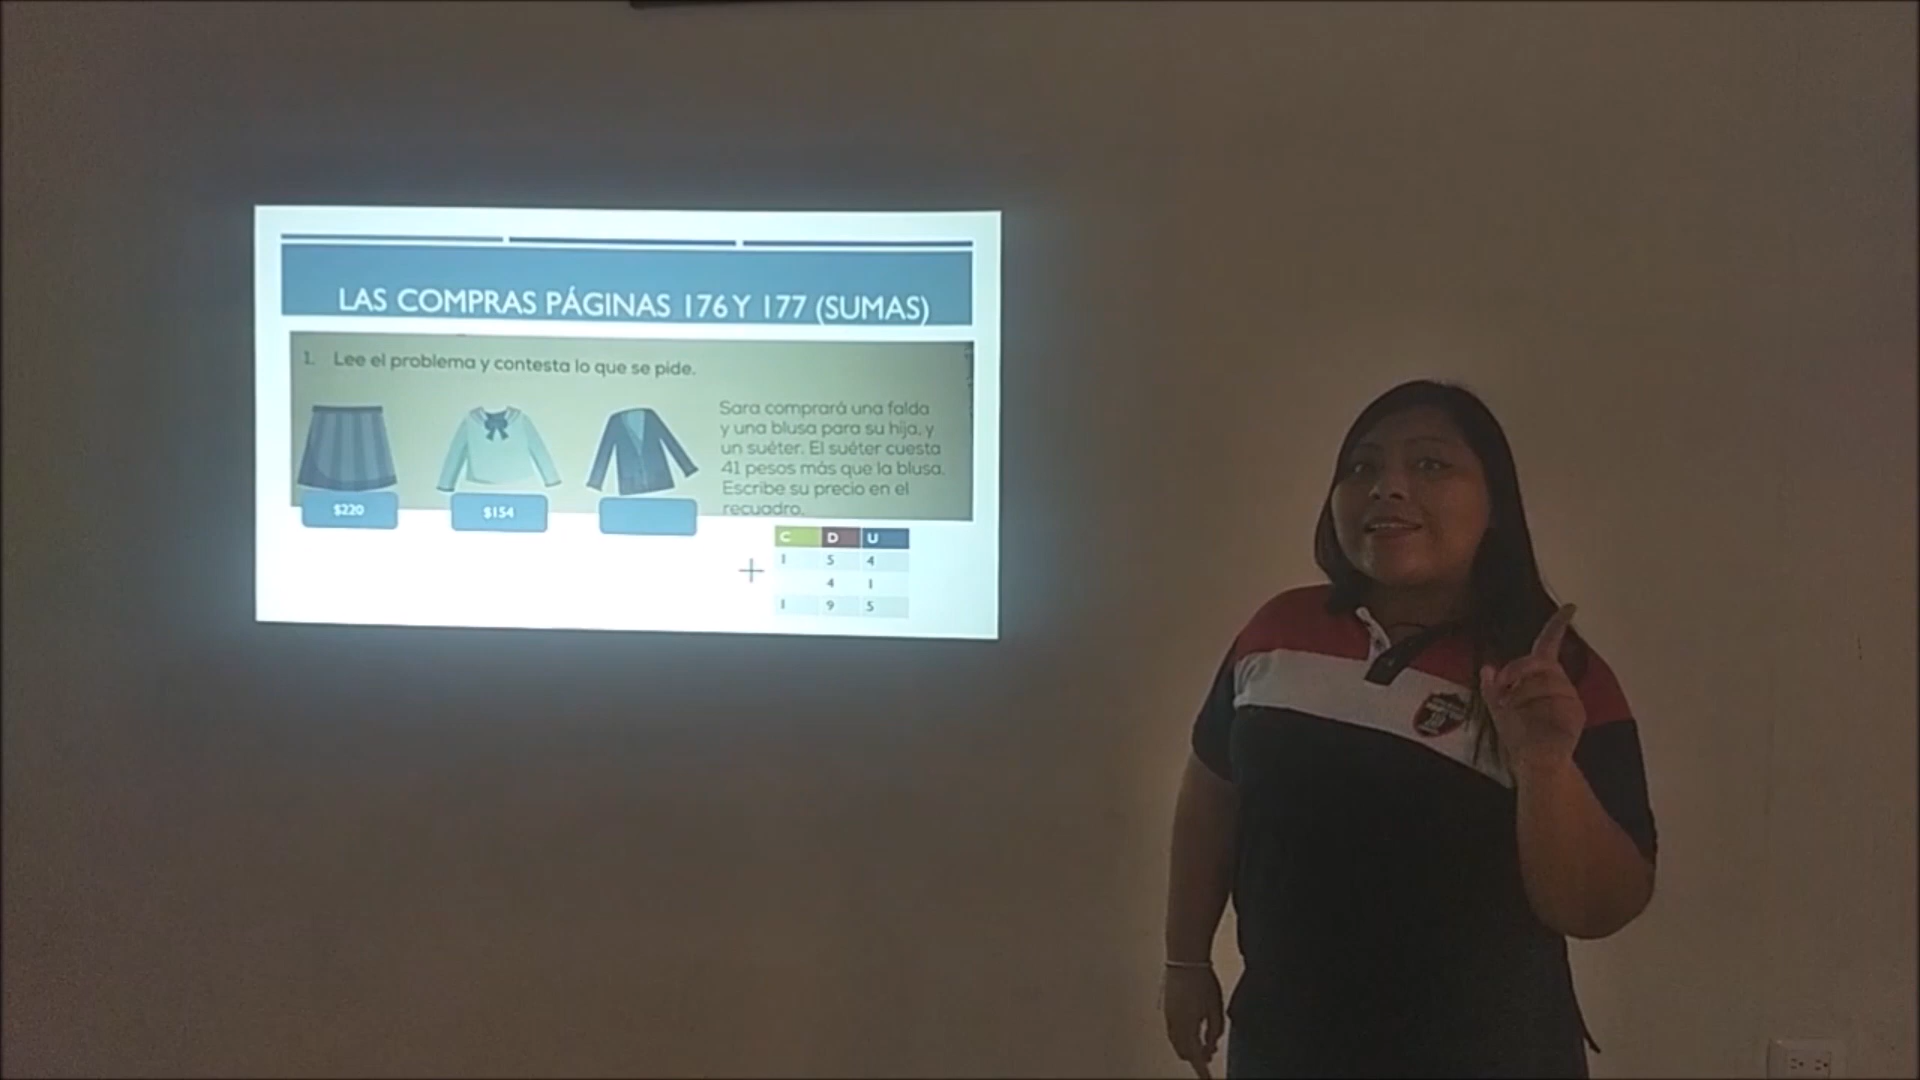 LAS COMPRAS PÁGINAS 176 Y 177 (SUMAS)
1. Lee el problema y contesta lo que se pide.
Sara comprará una falda
y una blusa para su hija, y
un suéter. El suéter cuesta
41 pesos más que la blusa.
Escribe su precio en el
recuadro.
$220
$154
C D U
1 5 4
+ 4 1
1 9 5